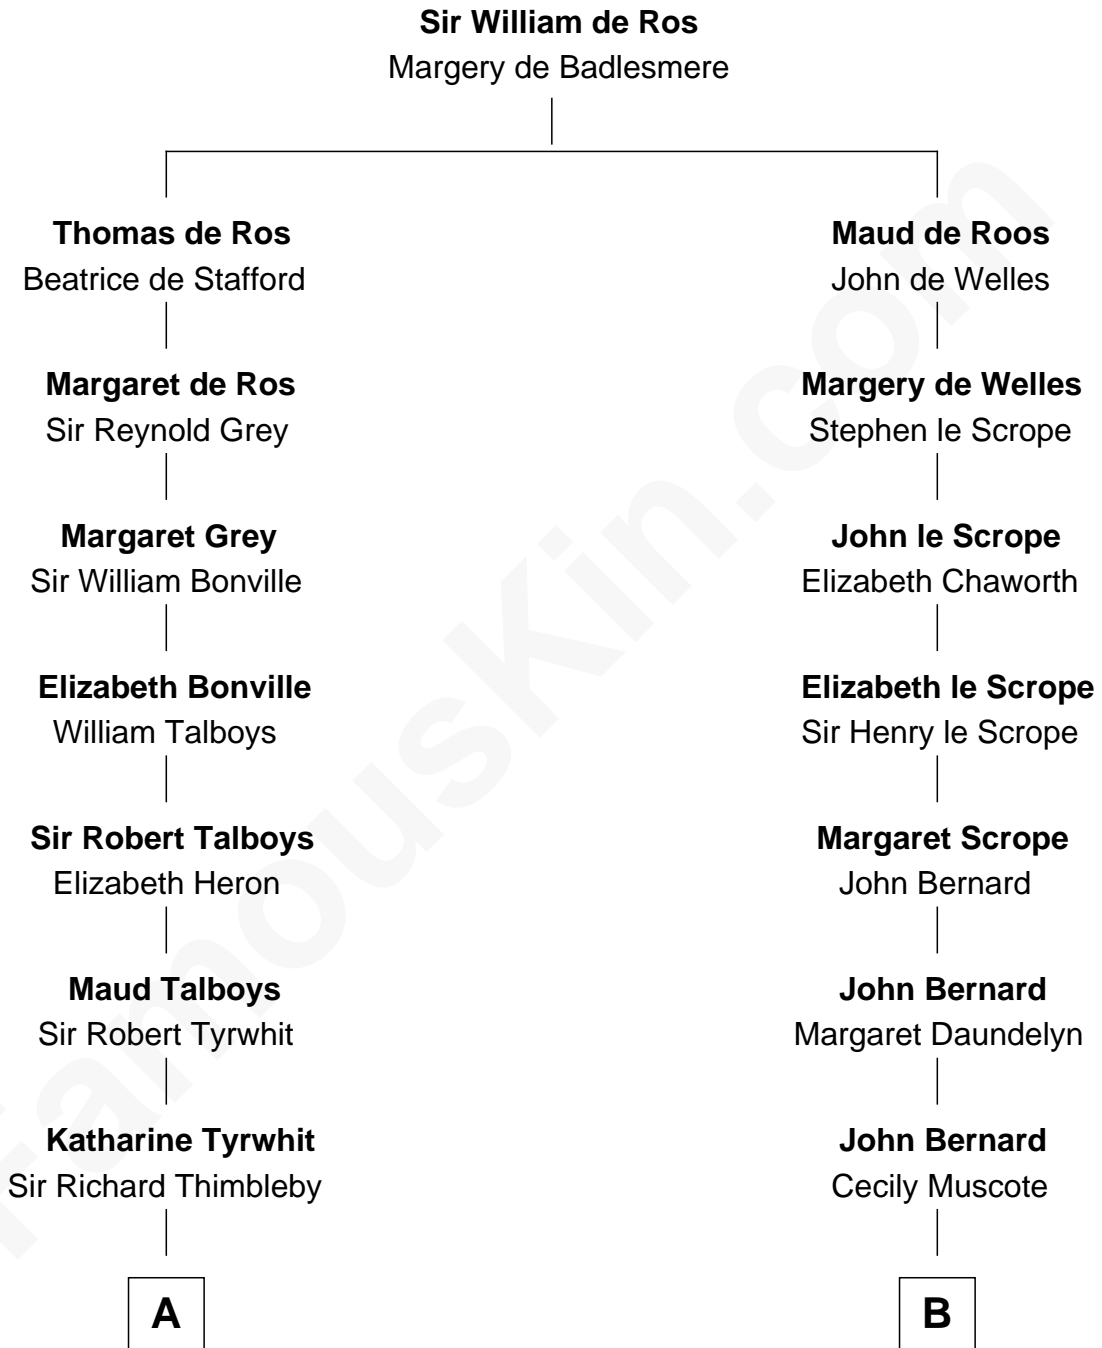 Sir William de Ros
Margery de Badlesmere
Thomas de Ros
Beatrice de Stafford
Margaret de Ros
Sir Reynold Grey
Margaret Grey
Sir William Bonville
Elizabeth Bonville
William Talboys
Sir Robert Talboys
Elizabeth Heron
Maud Talboys
Sir Robert Tyrwhit
Katharine Tyrwhit
Sir Richard Thimbleby
A
Maud de Roos
John de Welles
Margery de Welles
Stephen le Scrope
John le Scrope
Elizabeth Chaworth
Elizabeth le Scrope
Sir Henry le Scrope
Margaret Scrope
John Bernard
John Bernard
Margaret Daundelyn
John Bernard
Cecily Muscote
B
FamousKin.com